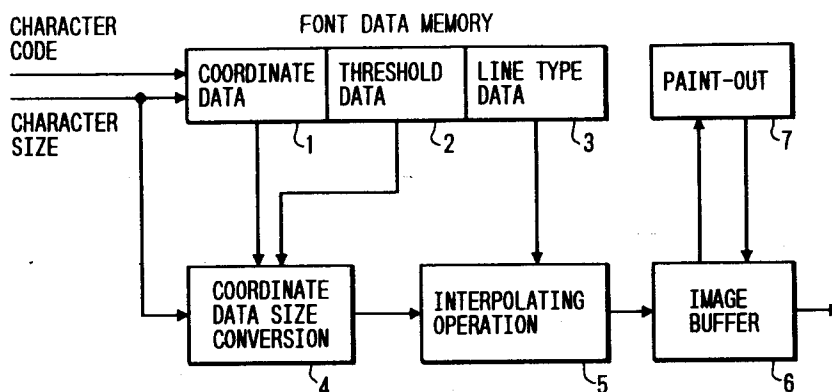 FONT DATA MEMORY
CHARACTER
CODE
CHARACTER
SIZE
COORDINATE
DATA
1
THRESHOLD
DATA
2
LINE TYPE
DATA
3
PAINT-OUT
7
COORDINATE
DATA SIZE
CONVERSION
4
INTERPOLATING
OPERATION
5
IMAGE
BUFFER
6